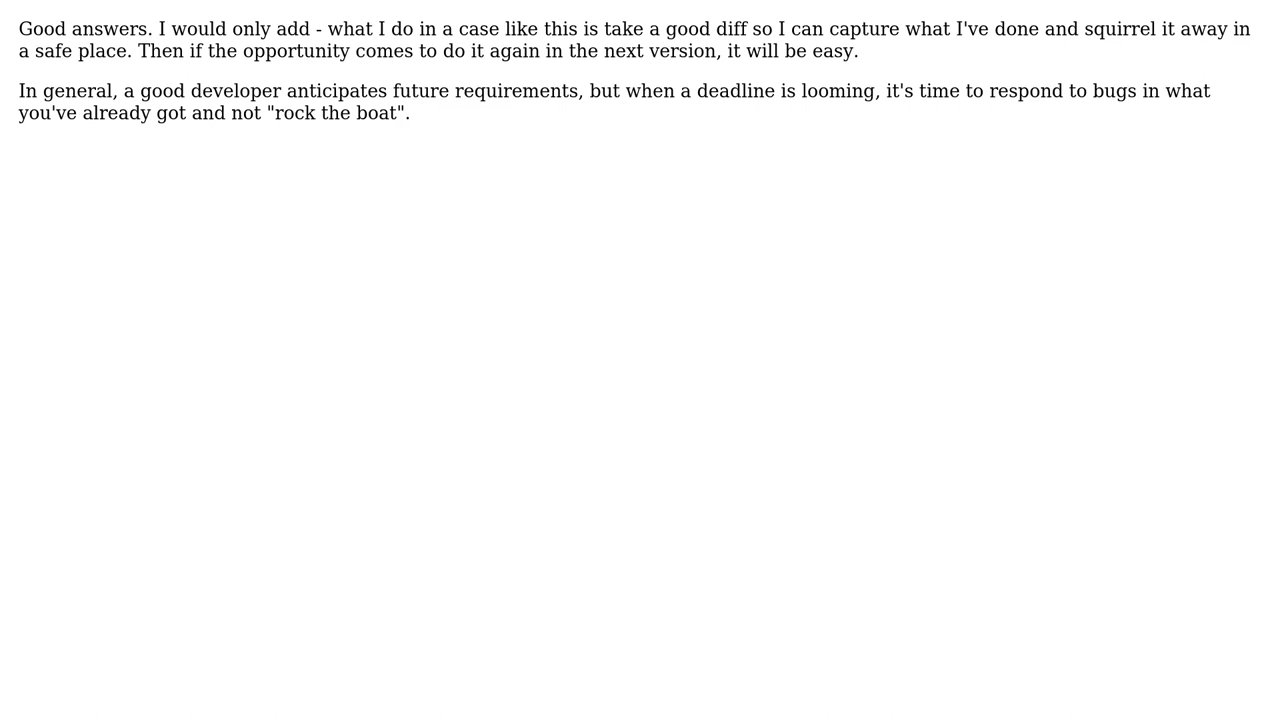 Good answers. I would only add - what I do in a case like this is take a good diff so I can capture what I've done and squirrel it away in
a safe place. Then if the opportunity comes to do it again in the next version, it will be easy.
In general, a good developer anticipates future requirements, but when a deadline is looming, it's time to respond to bugs in what
you've already got and not "rock the boat".